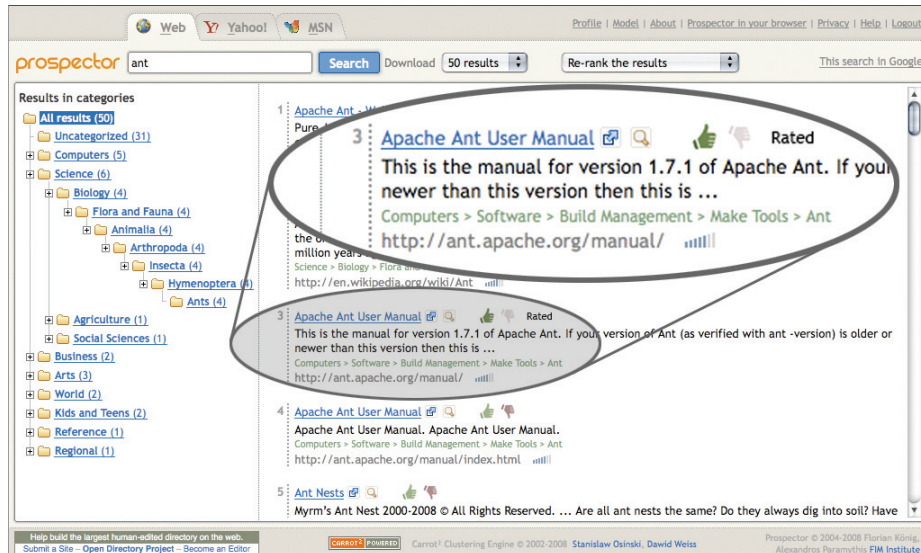 Web Yahoo! MSN
Profile | Model | About | Prospector in your browser | Privacy | Help | Logout
prospector ant Search Download 50 results Re-rank the results This search in Google
Results in categories
All results (50)
Uncategorized (31)
Computers (5)
Science (6)
Biology (4)
Flora and Fauna (4)
Animalia (4)
Arthropoda (4)
Insecta (4)
Hymenoptera (4)
Ants (4)
Agriculture (1)
Social Sciences (1)
Business (2)
Arts (3)
World (2)
Kids and Teens (2)
Reference (1)
Regional (1)
1 Apache Ant -
Pure
3 Apache Ant User Manual Rated
This is the manual for version 1.7.1 of Apache Ant. If your
newer than this version then this is ...
Computers > Software > Build Management > Make Tools > Ant
http://ant.apache.org/manual/
the
million years
Science > Biology > Flora and
http://en.wikipedia.org/wiki/Ant
3 Apache Ant User Manual Rated
This is the manual for version 1.7.1 of Apache Ant. If your version of Ant (as verified with ant -version) is older or
newer than this version then this is ...
Computers > Software > Build Management > Make Tools > Ant
http://ant.apache.org/manual/
4 Apache Ant User Manual
Apache Ant User Manual. Apache Ant User Manual.
Computers > Software > Build Management > Make Tools > Ant
http://ant.apache.org/manual/index.html
5 Ant Nests
Myrm's Ant Nest 2000-2008 © All Rights Reserved. ... Are all ant nests the same? Do they always dig into soil? Have
Help build the largest human-edited directory on the web.
Submit a Site - Open Directory Project - Become an Editor
CARROT² POWERED Carrot² Clustering Engine © 2002-2008 Stanislaw Osinski, Dawid Weiss
Prospector © 2004-2008 Florian König,
Alexandros Paramythis FIM Institute